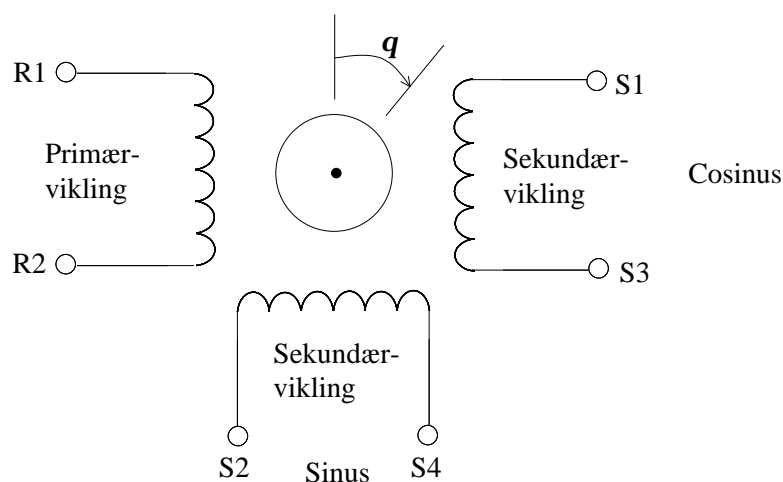 q
R1
S1
Primær-
vikling
Sekundær-
vikling
Cosinus
R2
S3
Sekundær-
vikling
S2
Sinus
S4